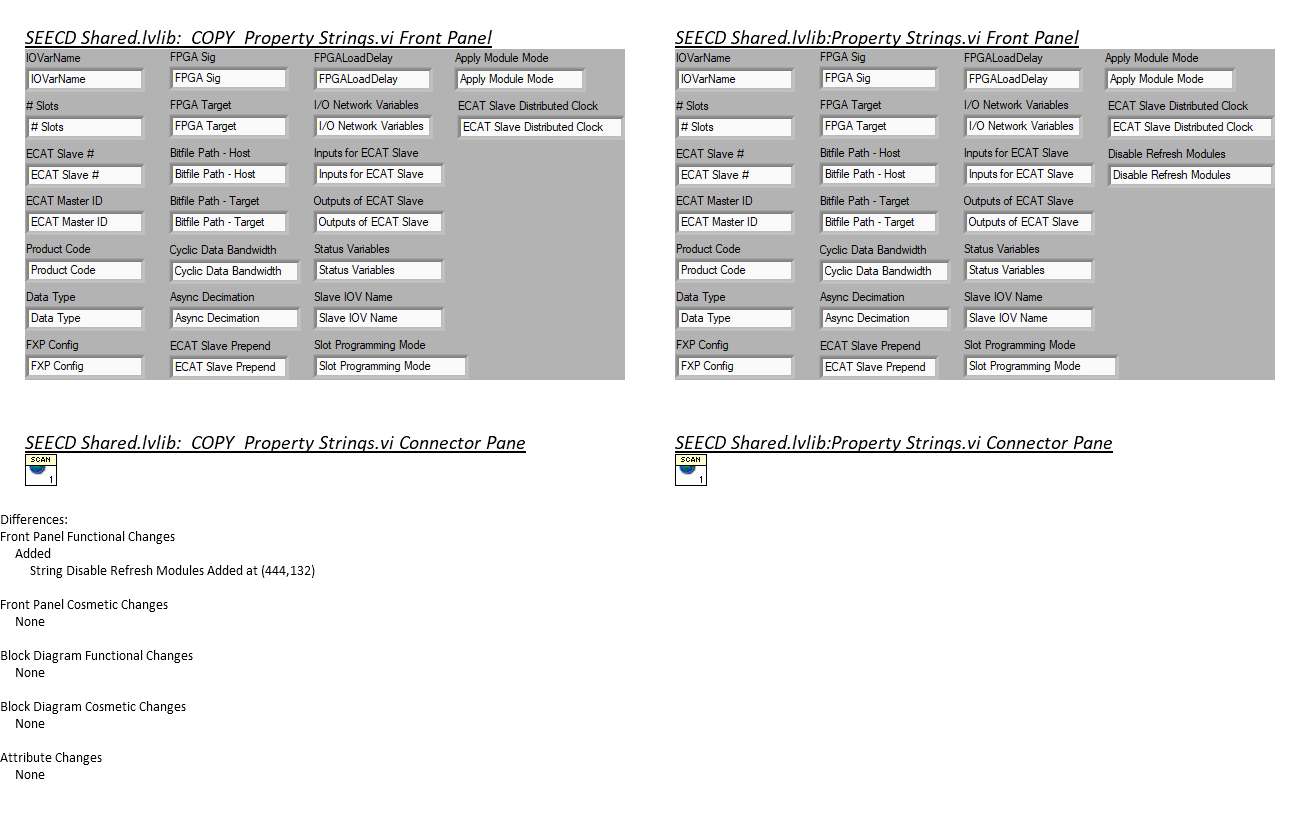 SEECD Shared.lvlib:  COPY  Property Strings.vi Front Panel
IOVarName
FPGA Sig
FPGALoadDelay
Apply Module Mode
IOVarName
FPGA Sig
FPGALoadDelay
Apply Module Mode
# Slots
FPGA Target
I/O Network Variables
ECAT Slave Distributed Clock
# Slots
FPGA Target
I/O Network Variables
ECAT Slave Distributed Clock
ECAT Slave #
Bitfile Path - Host
Inputs for ECAT Slave
ECAT Slave #
Bitfile Path - Host
Inputs for ECAT Slave
ECAT Master ID
Bitfile Path - Target
Outputs of ECAT Slave
ECAT Master ID
Bitfile Path - Target
Outputs of ECAT Slave
Product Code
Cyclic Data Bandwidth
Status Variables
Product Code
Cyclic Data Bandwidth
Status Variables
Data Type
Async Decimation
Slave IOV Name
Data Type
Async Decimation
Slave IOV Name
FXP Config
ECAT Slave Prepend
Slot Programming Mode
FXP Config
ECAT Slave Prepend
Slot Programming Mode
SEECD Shared.lvlib:Property Strings.vi Front Panel
IOVarName
FPGA Sig
FPGALoadDelay
Apply Module Mode
IOVarName
FPGA Sig
FPGALoadDelay
Apply Module Mode
# Slots
FPGA Target
I/O Network Variables
ECAT Slave Distributed Clock
# Slots
FPGA Target
I/O Network Variables
ECAT Slave Distributed Clock
ECAT Slave #
Bitfile Path - Host
Inputs for ECAT Slave
Disable Refresh Modules
ECAT Slave #
Bitfile Path - Host
Inputs for ECAT Slave
Disable Refresh Modules
ECAT Master ID
Bitfile Path - Target
Outputs of ECAT Slave
ECAT Master ID
Bitfile Path - Target
Outputs of ECAT Slave
Product Code
Cyclic Data Bandwidth
Status Variables
Product Code
Cyclic Data Bandwidth
Status Variables
Data Type
Async Decimation
Slave IOV Name
Data Type
Async Decimation
Slave IOV Name
FXP Config
ECAT Slave Prepend
Slot Programming Mode
FXP Config
ECAT Slave Prepend
Slot Programming Mode
SEECD Shared.lvlib:  COPY  Property Strings.vi Connector Pane
SCAN
1
SEECD Shared.lvlib:Property Strings.vi Connector Pane
SCAN
1
Differences:
Front Panel Functional Changes
Added
String Disable Refresh Modules Added at (444,132)
Front Panel Cosmetic Changes
None
Block Diagram Functional Changes
None
Block Diagram Cosmetic Changes
None
Attribute Changes
None